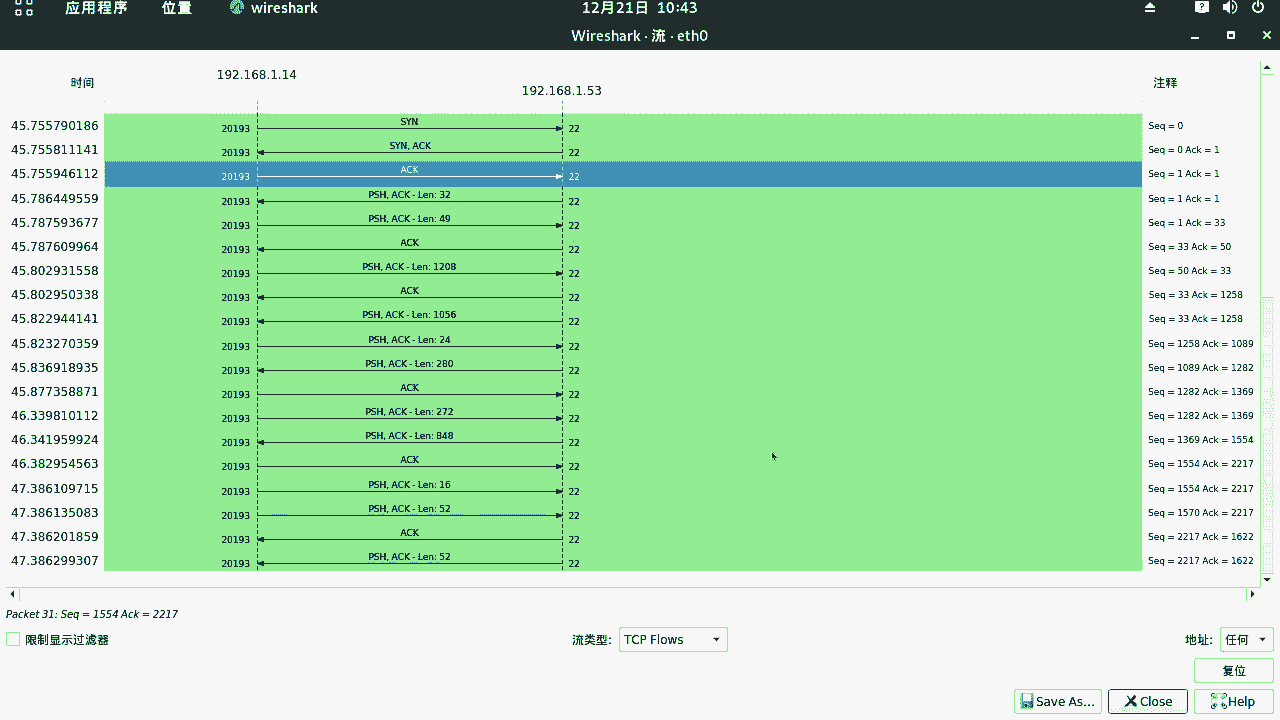 应用程序 位置 wireshark 12月21日 10:43
Wireshark · 流 · eth0
时间 192.168.1.14 192.168.1.53 注释
45.755790186 20193 SYN 22 Seq = 0
45.755811141 20193 SYN, ACK 22 Seq = 0 Ack = 1
45.755946112 20193 ACK 22 Seq = 1 Ack = 1
45.786449559 20193 PSH, ACK - Len: 32 22 Seq = 1 Ack = 1
45.787593677 20193 PSH, ACK - Len: 49 22 Seq = 1 Ack = 33
45.787609964 20193 ACK 22 Seq = 33 Ack = 50
45.802931558 20193 PSH, ACK - Len: 1208 22 Seq = 50 Ack = 33
45.802950338 20193 ACK 22 Seq = 33 Ack = 1258
45.822944141 20193 PSH, ACK - Len: 1056 22 Seq = 33 Ack = 1258
45.823270359 20193 PSH, ACK - Len: 24 22 Seq = 1258 Ack = 1089
45.836918935 20193 PSH, ACK - Len: 280 22 Seq = 1089 Ack = 1282
45.877358871 20193 ACK 22 Seq = 1282 Ack = 1369
46.339810112 20193 PSH, ACK - Len: 272 22 Seq = 1282 Ack = 1369
46.341959924 20193 PSH, ACK - Len: 848 22 Seq = 1369 Ack = 1554
46.382954563 20193 ACK 22 Seq = 1554 Ack = 2217
47.386109715 20193 PSH, ACK - Len: 16 22 Seq = 1554 Ack = 2217
47.386135083 20193 PSH, ACK - Len: 52 22 Seq = 1570 Ack = 2217
47.386201859 20193 ACK 22 Seq = 2217 Ack = 1622
47.386299307 20193 PSH, ACK - Len: 52 22 Seq = 2217 Ack = 1622
Packet 31: Seq = 1554 Ack = 2217
限制显示过滤器 流类型: TCP Flows 地址: 任何
复位
Save As... Close Help